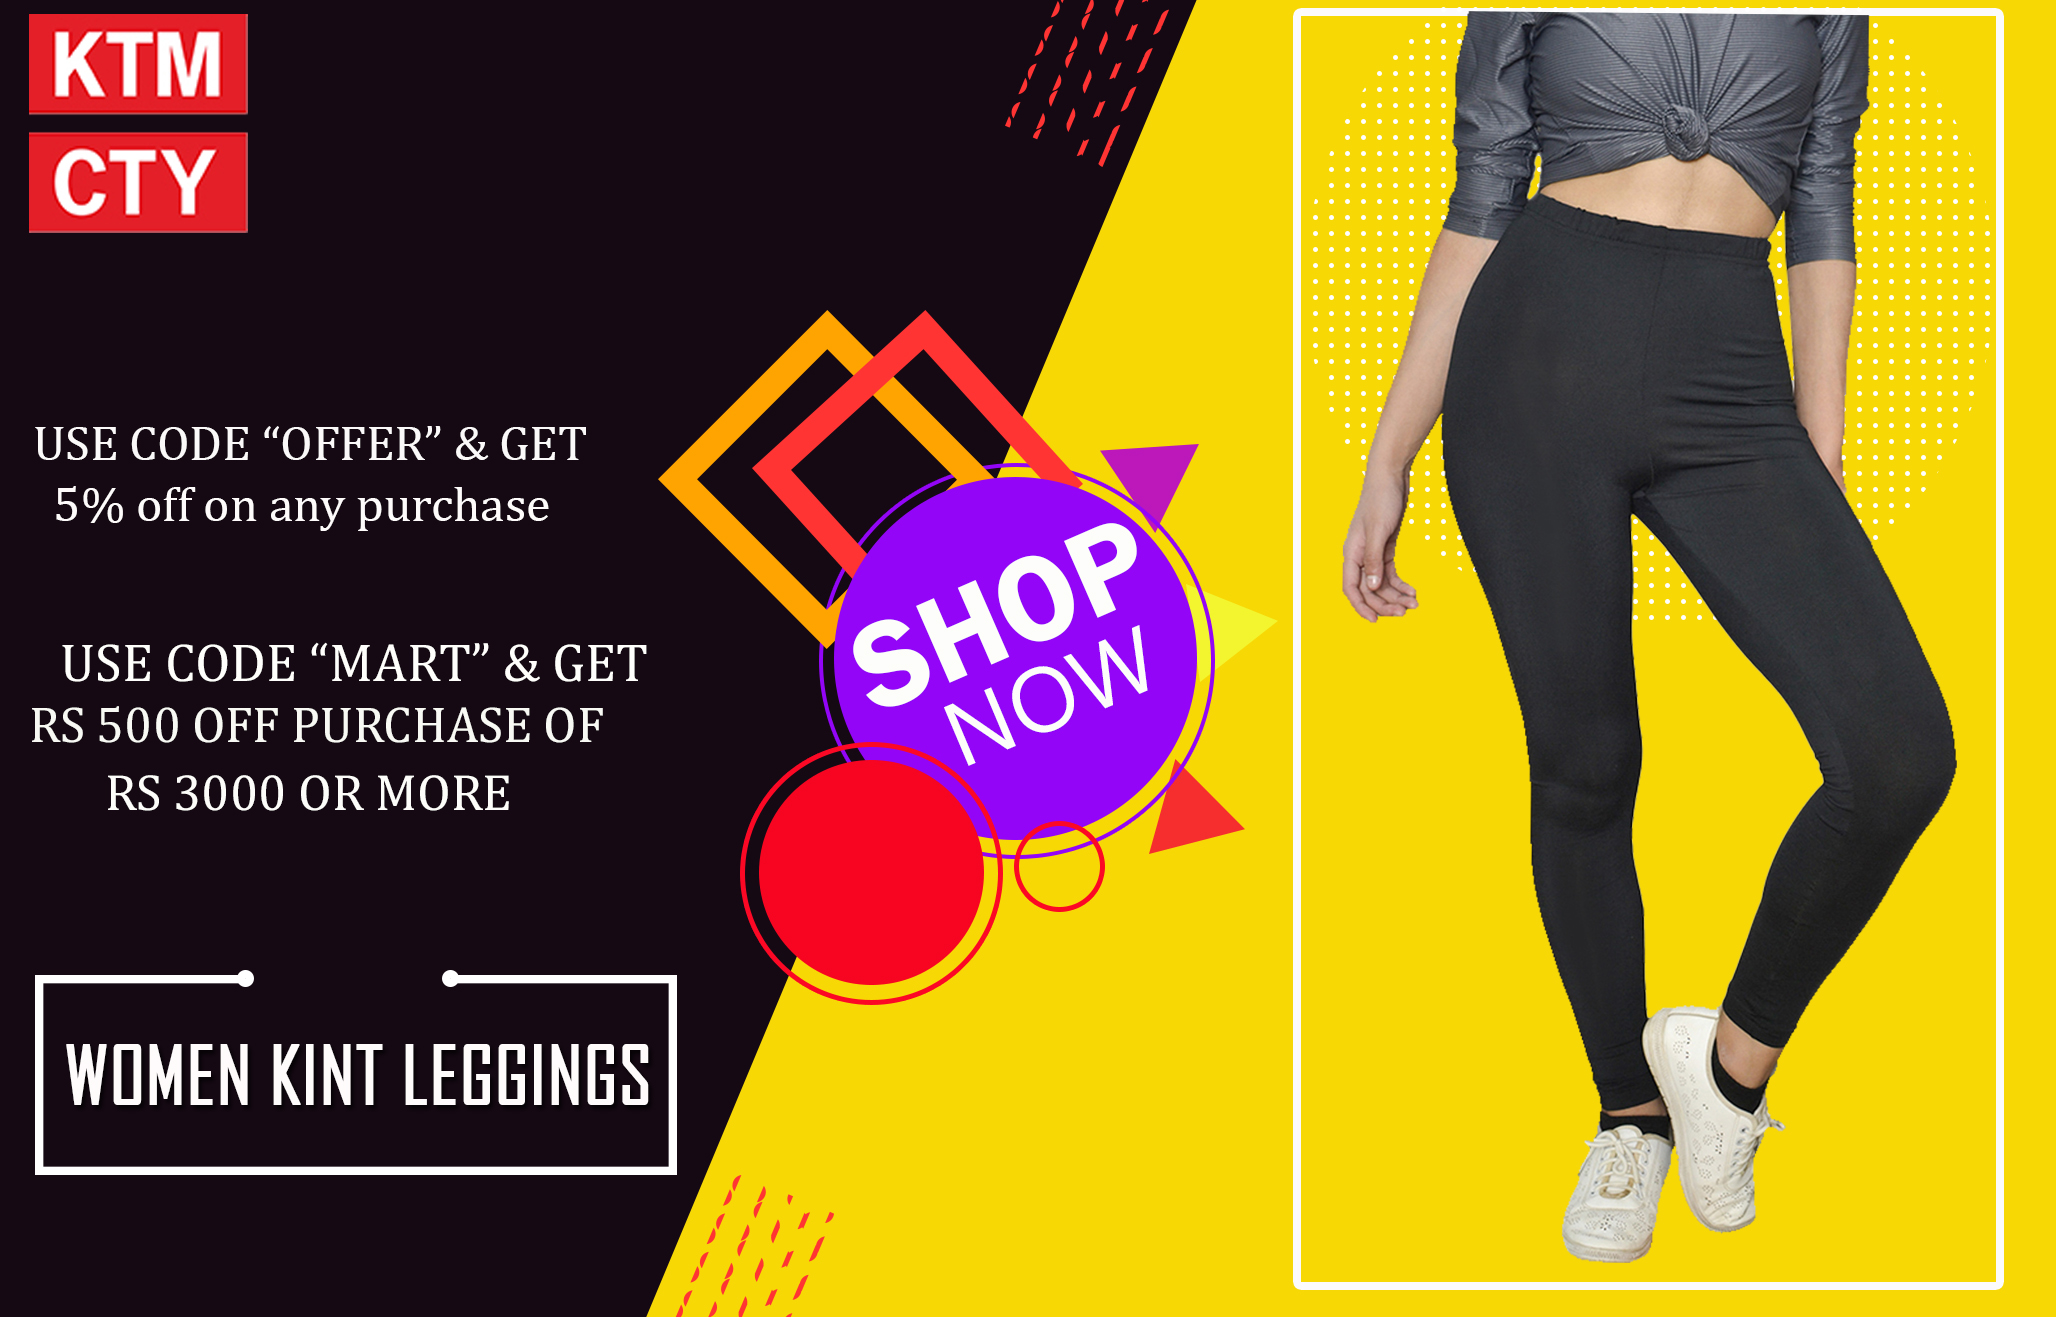 KTM
CTY
USE CODE “OFFER” & GET
5% off on any purchase
USE CODE “MART” & GET
RS 500 OFF PURCHASE OF
RS 3000 OR MORE
SHOP
NOW
WOMEN KINT LEGGINGS